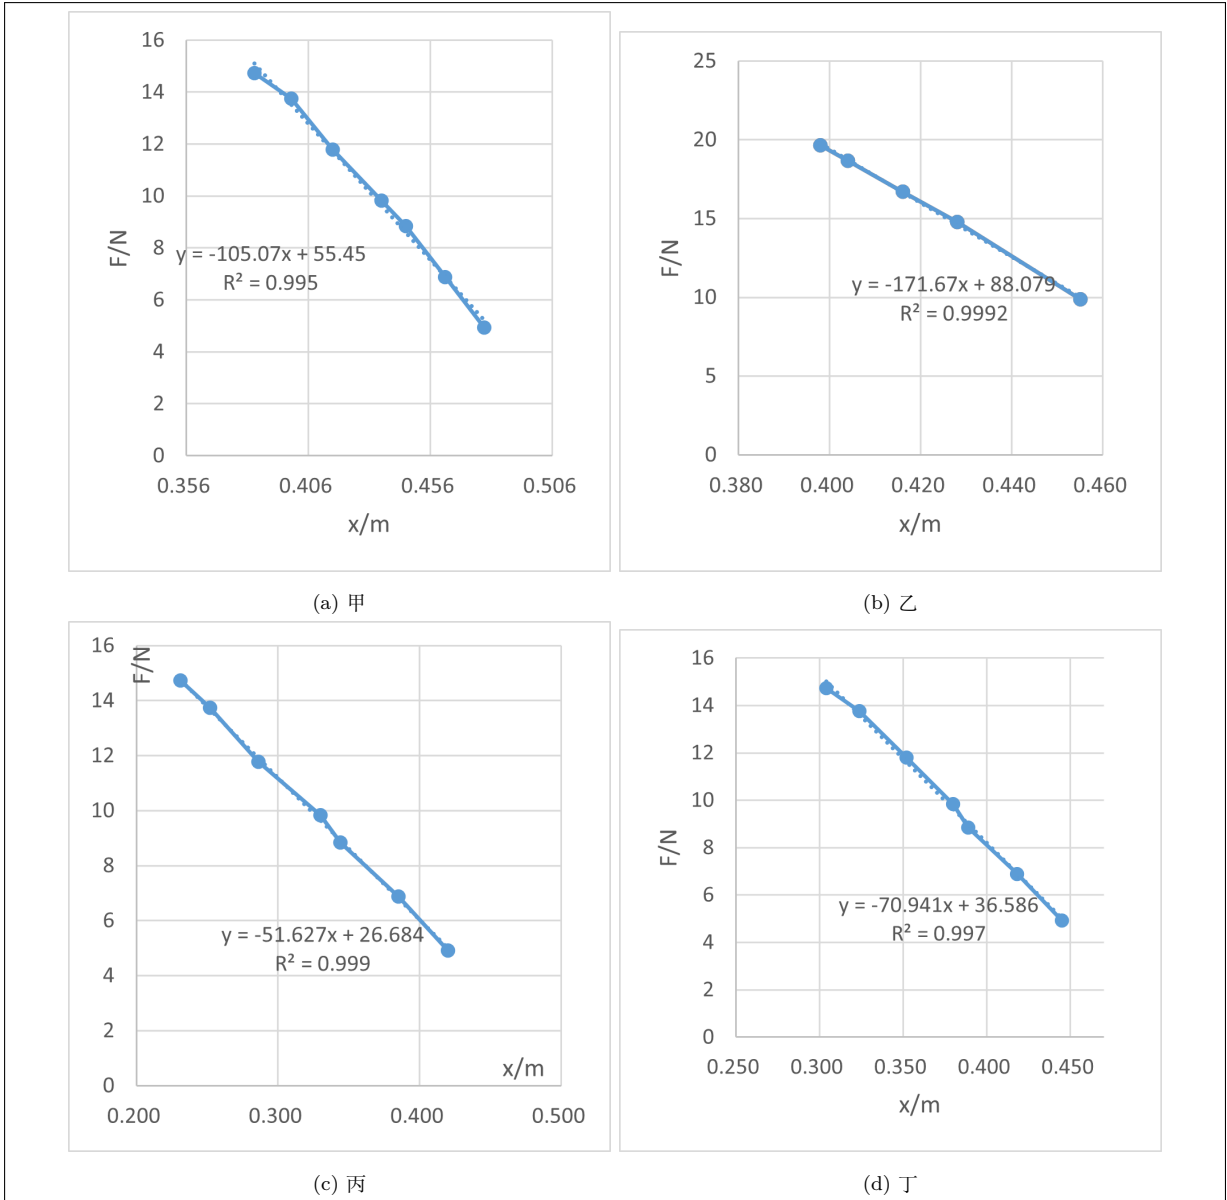 16
14
12
10
8
6
4
2
0
F/N
y = -105.07x + 55.45
R² = 0.995
0.356 0.406 0.456 0.506
x/m
(a) 甲
25
20
15
10
5
0
F/N
y = -171.67x + 88.079
R² = 0.9992
0.380 0.400 0.420 0.440 0.460
x/m
(b) 乙
16
14
12
10
8
6
4
2
0
F/N
y = -51.627x + 26.684
R² = 0.999
x/m
0.200 0.300 0.400 0.500
(c) 丙
16
14
12
10
8
6
4
2
0
F/N
y = -70.941x + 36.586
R² = 0.997
0.250 0.300 0.350 0.400 0.450
x/m
(d) 丁